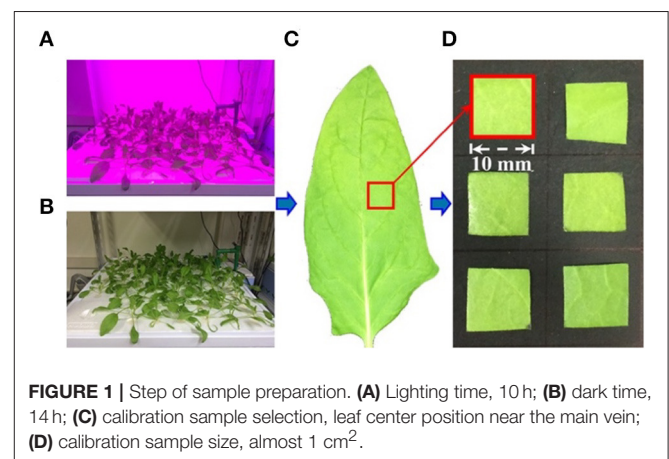 A
C
D
B
10 mm
FIGURE 1 | Step of sample preparation. (A) Lighting time, 10 h; (B) dark time,
14 h; (C) calibration sample selection, leaf center position near the main vein;
(D) calibration sample size, almost 1 cm².